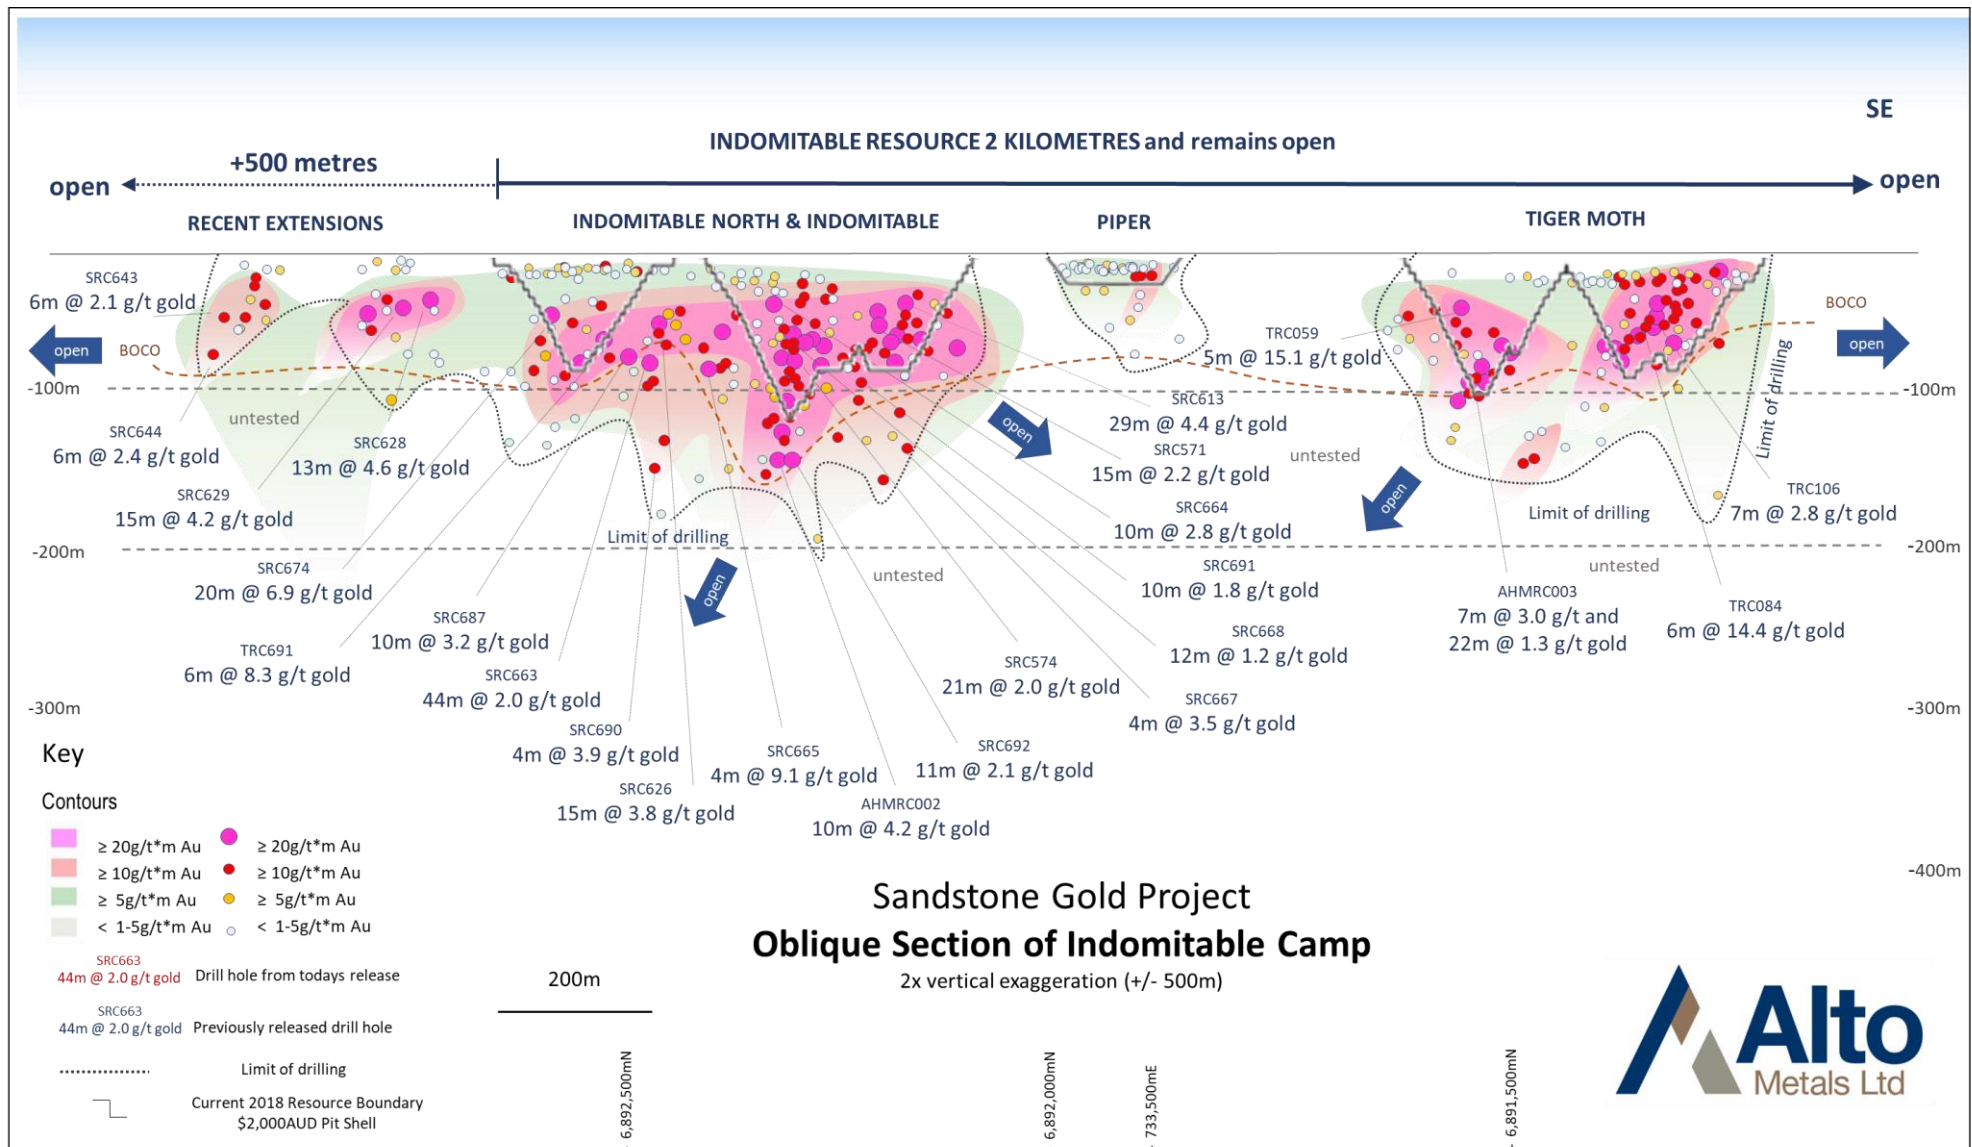 SE
INDOMITABLE RESOURCE 2 KILOMETRES and remains open
+500 metres
open
open
RECENT EXTENSIONS
INDOMITABLE NORTH & INDOMITABLE
PIPER
TIGER MOTH
SRC643
6m @ 2.1 g/t gold
BOCO
TRC059
5m @ 15.1 g/t gold
open
BOCO
open
-100m
-100m
untested
SRC644
6m @ 2.4 g/t gold
SRC628
13m @ 4.6 g/t gold
SRC613
29m @ 4.4 g/t gold
open
SRC571
15m @ 2.2 g/t gold
untested
Limit of drilling
SRC629
15m @ 4.2 g/t gold
open
SRC664
10m @ 2.8 g/t gold
Limit of drilling
TRC106
7m @ 2.8 g/t gold
Limit of drilling
-200m
-200m
SRC674
20m @ 6.9 g/t gold
open
untested
SRC691
10m @ 1.8 g/t gold
untested
AHMRC003
7m @ 3.0 g/t and
22m @ 1.3 g/t gold
TRC084
6m @ 14.4 g/t gold
SRC687
10m @ 3.2 g/t gold
SRC668
12m @ 1.2 g/t gold
TRC691
6m @ 8.3 g/t gold
SRC663
44m @ 2.0 g/t gold
SRC574
21m @ 2.0 g/t gold
SRC667
4m @ 3.5 g/t gold
-300m
-300m
SRC690
4m @ 3.9 g/t gold
SRC665
4m @ 9.1 g/t gold
SRC692
11m @ 2.1 g/t gold
SRC626
15m @ 3.8 g/t gold
AHMRC002
10m @ 4.2 g/t gold
-400m
Key
Contours
≥ 20g/t*m Au
≥ 20g/t*m Au
≥ 10g/t*m Au
≥ 10g/t*m Au
≥ 5g/t*m Au
≥ 5g/t*m Au
< 1-5g/t*m Au
< 1-5g/t*m Au
SRC663
44m @ 2.0 g/t gold
Drill hole from todays release
SRC663
44m @ 2.0 g/t gold
Previously released drill hole
Limit of drilling
Current 2018 Resource Boundary
$2,000AUD Pit Shell
Sandstone Gold Project
Oblique Section of Indomitable Camp
2x vertical exaggeration (+/- 500m)
200m
6,892,500mN
6,892,000mN
733,500mE
6,891,500mN
Alto
Metals Ltd